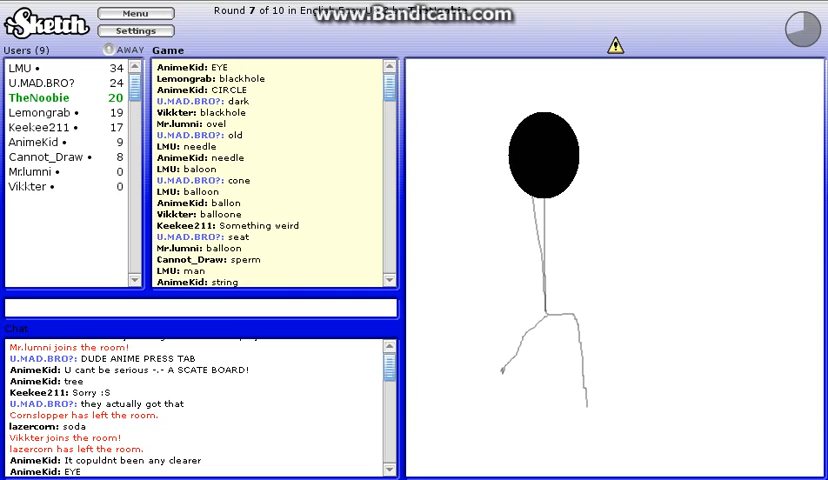 iSketch
Menu
Settings
Round 7 of 10 in English
www.Bandicam.com
Users (9)
AWAY
LMU • 34
U.MAD.BRO? 24
TheNoobie 20
Lemongrab • 19
Keekee211 • 17
AnimeKid • 9
Cannot_Draw • 8
Mr.lumni • 0
Vikkter • 0
Game
AnimeKid: EYE
Lemongrab: blackhole
AnimeKid: CIRCLE
U.MAD.BRO?: dark
Vikkter: blackhole
Mr.lumni: ovel
U.MAD.BRO?: old
LMU: needle
AnimeKid: needle
LMU: baloon
U.MAD.BRO?: cone
LMU: balloon
AnimeKid: ballon
Vikkter: balloone
Keekee211: Something weird
U.MAD.BRO?: seat
Mr.lumni: balloon
Cannot_Draw: sperm
LMU: man
AnimeKid: string
Chat
Mr.lumni joins the room!
U.MAD.BRO?: DUDE ANIME PRESS TAB
AnimeKid: U cant be serious -.- A SCATE BOARD!
AnimeKid: tree
Keekee211: Sorry :S
U.MAD.BRO?: they actually got that
Cornslopper has left the room.
lazercorn: soda
Vikkter joins the room!
lazercorn has left the room.
AnimeKid: It copuldnt been any clearer
AnimeKid: EYE